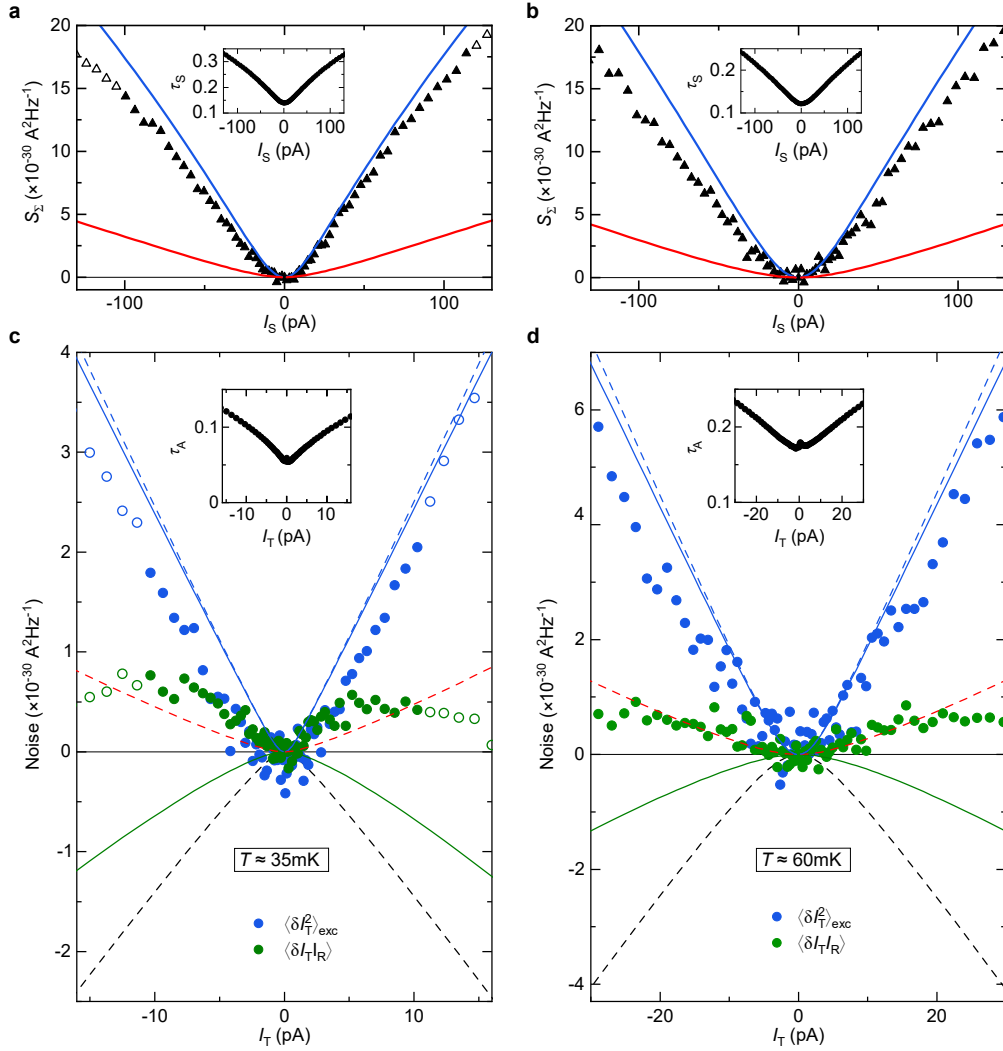 a
20
15
10
5
0
S_Σ (×10⁻³⁰ A²Hz⁻¹)
-100 0 100
I_S (pA)
0.3
0.2
0.1
τ_S
-100 0 100
I_S (pA)
b
20
15
10
5
0
S_Σ (×10⁻³⁰ A²Hz⁻¹)
-100 0 100
I_S (pA)
0.2
0.1
τ_S
-100 0 100
I_S (pA)
c
4
3
2
1
0
-1
-2
Noise (×10⁻³⁰ A²Hz⁻¹)
-10 0 10
I_T (pA)
0.1
0
τ_A
-10 0 10
I_T (pA)
T ≈ 35mK
⟨δI_T²⟩_exc
⟨δI_T I_R⟩
d
6
4
2
0
-2
-4
Noise (×10⁻³⁰ A²Hz⁻¹)
-20 0 20
I_T (pA)
0.2
0.1
τ_A
-20 0 20
I_T (pA)
T ≈ 60mK
⟨δI_T²⟩_exc
⟨δI_T I_R⟩